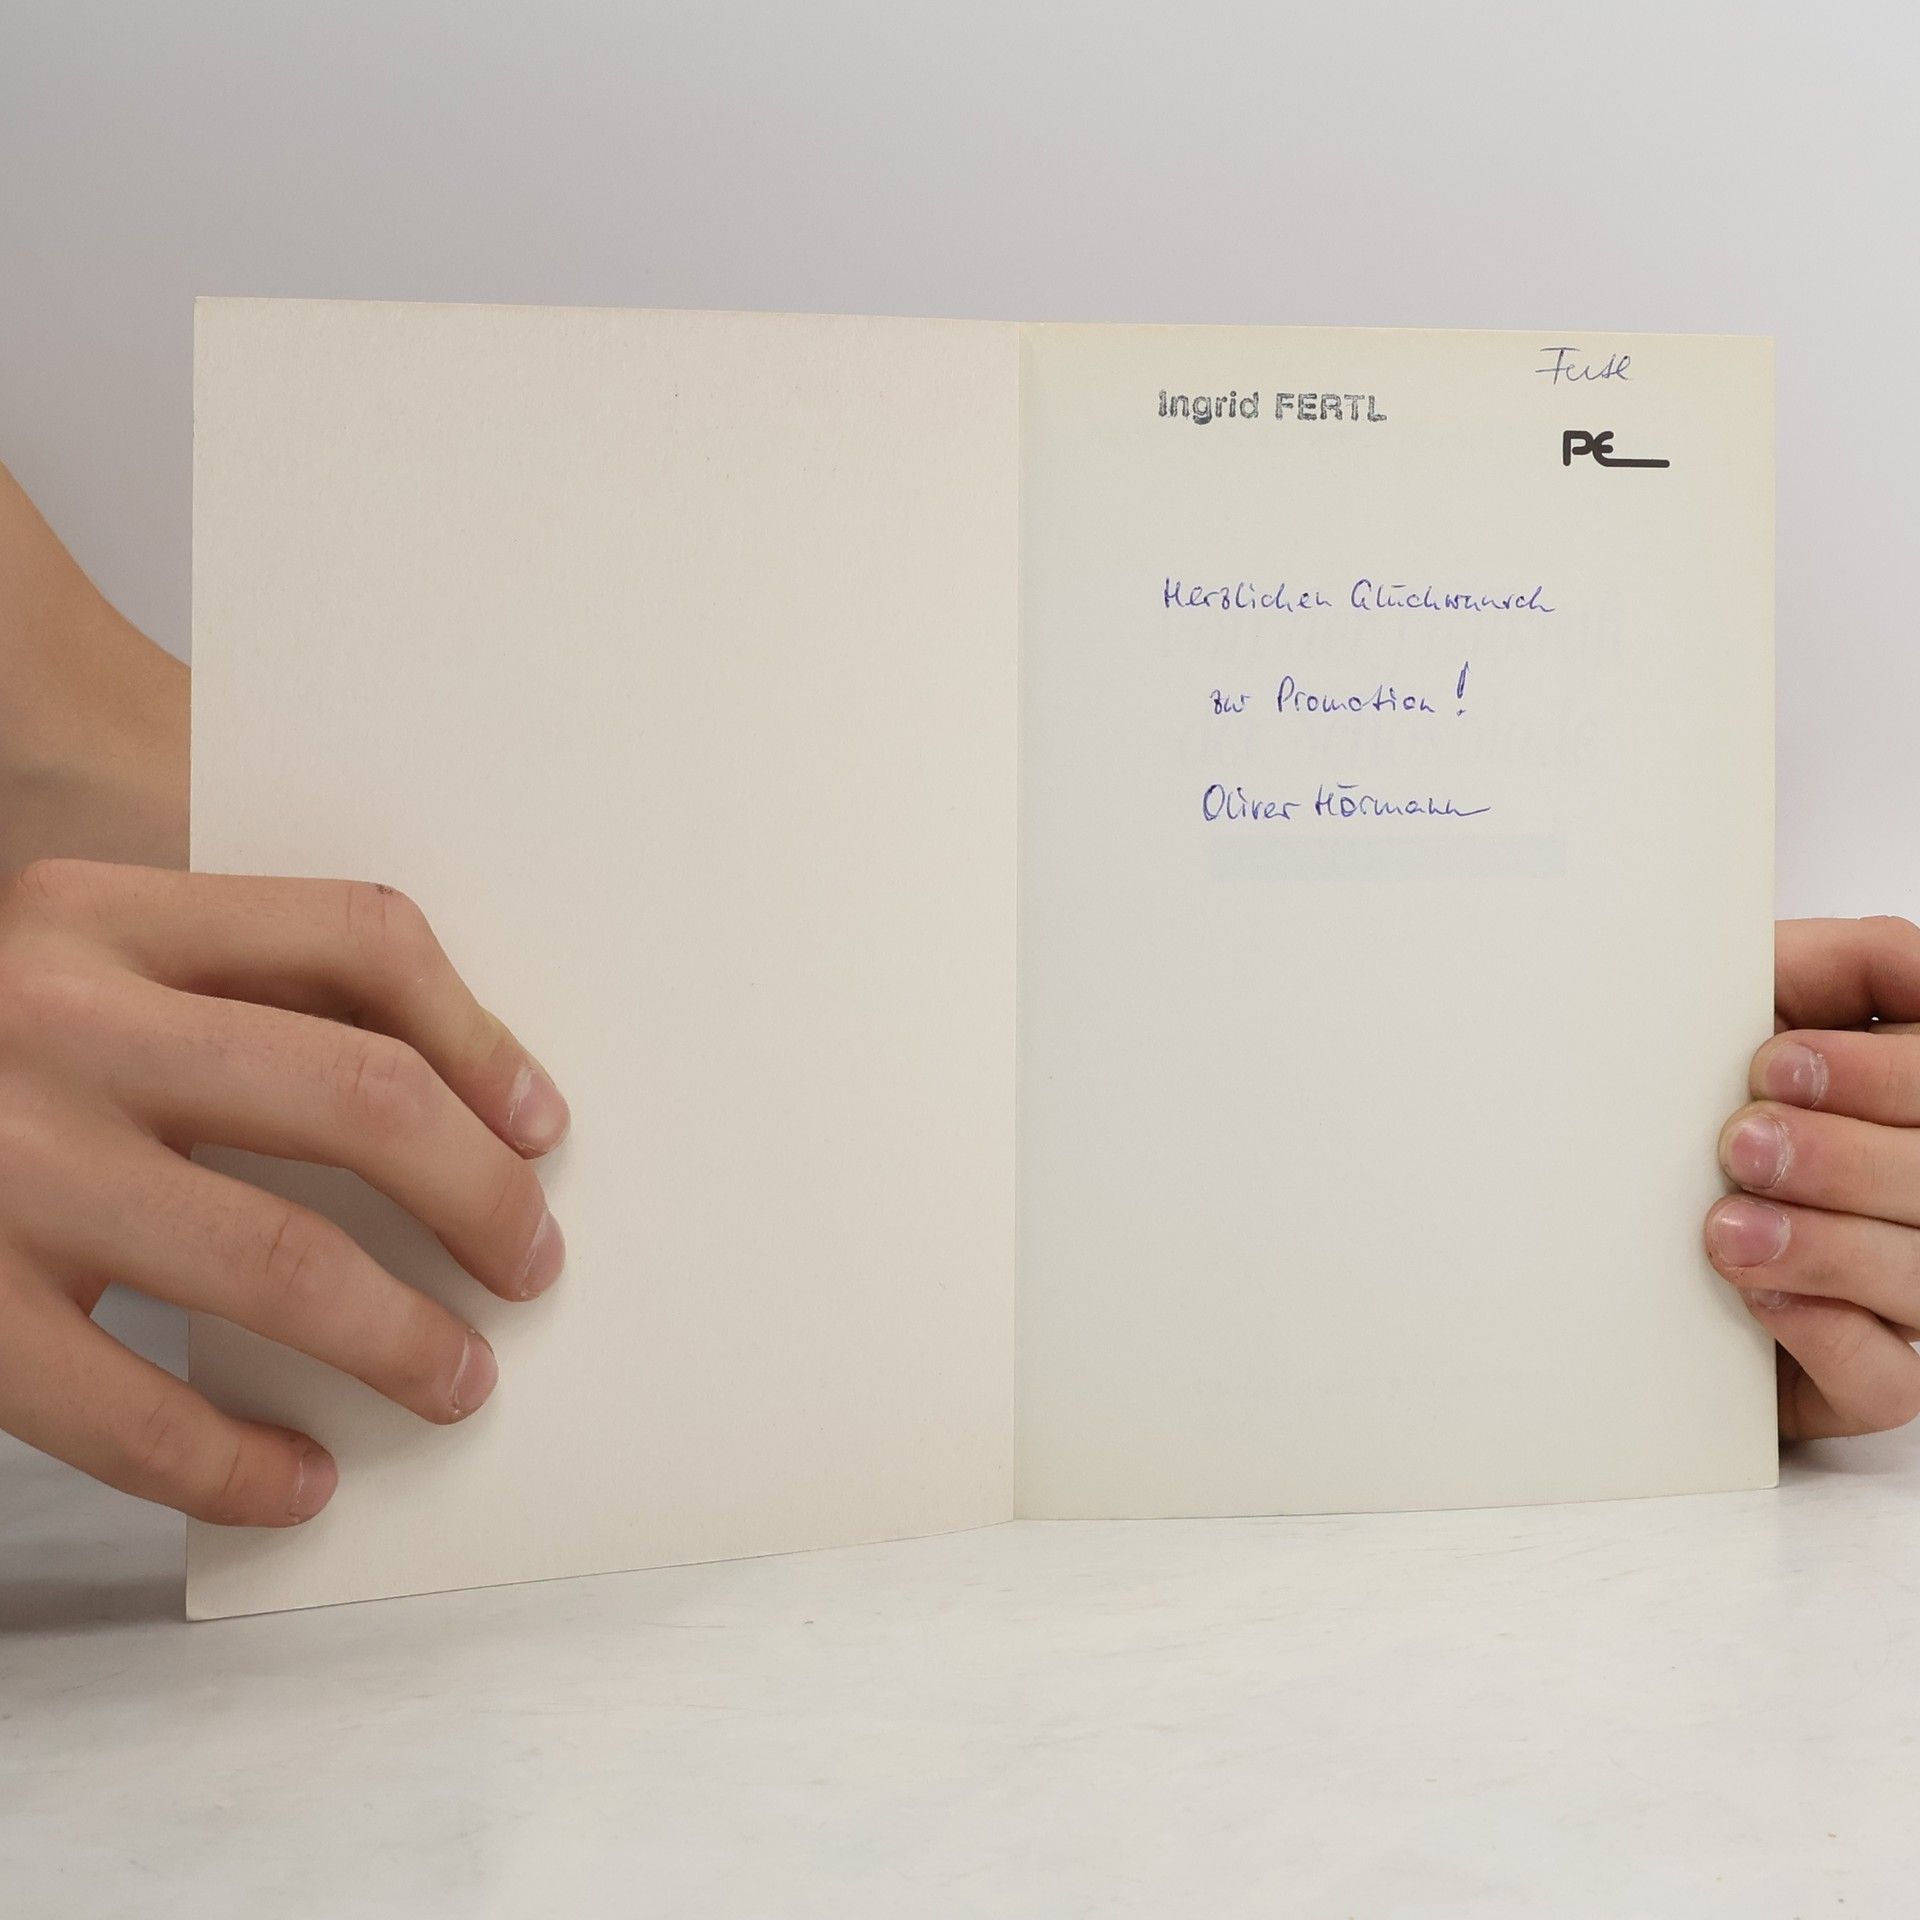 Fertl
Ingrid FERTL
PE
Herzlichen Glückwunsch
zur Promotion!
Oliver Hörmann